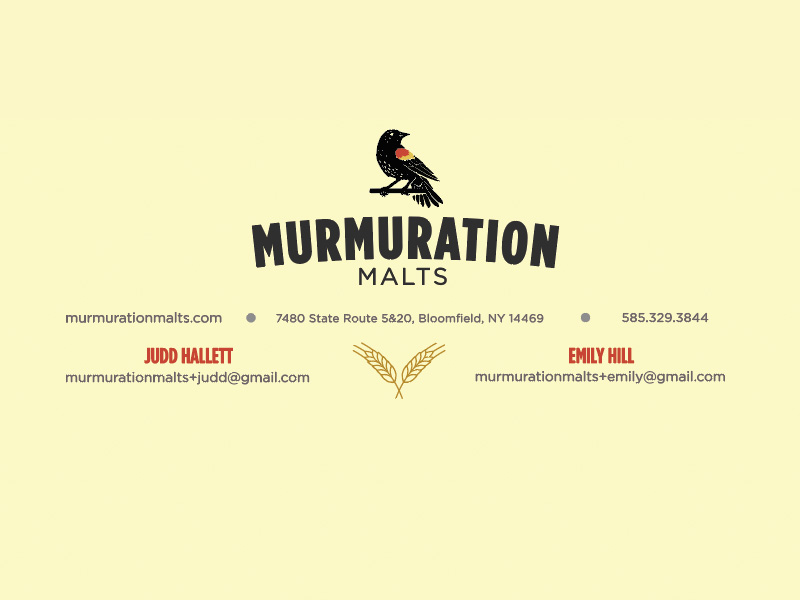 MURMURATION
MALTS
murmurationmalts.com ● 7480 State Route 5&20, Bloomfield, NY 14469 ● 585.329.3844
JUDD HALLETT EMILY HILL
murmurationmalts+judd@gmail.com murmurationmalts+emily@gmail.com